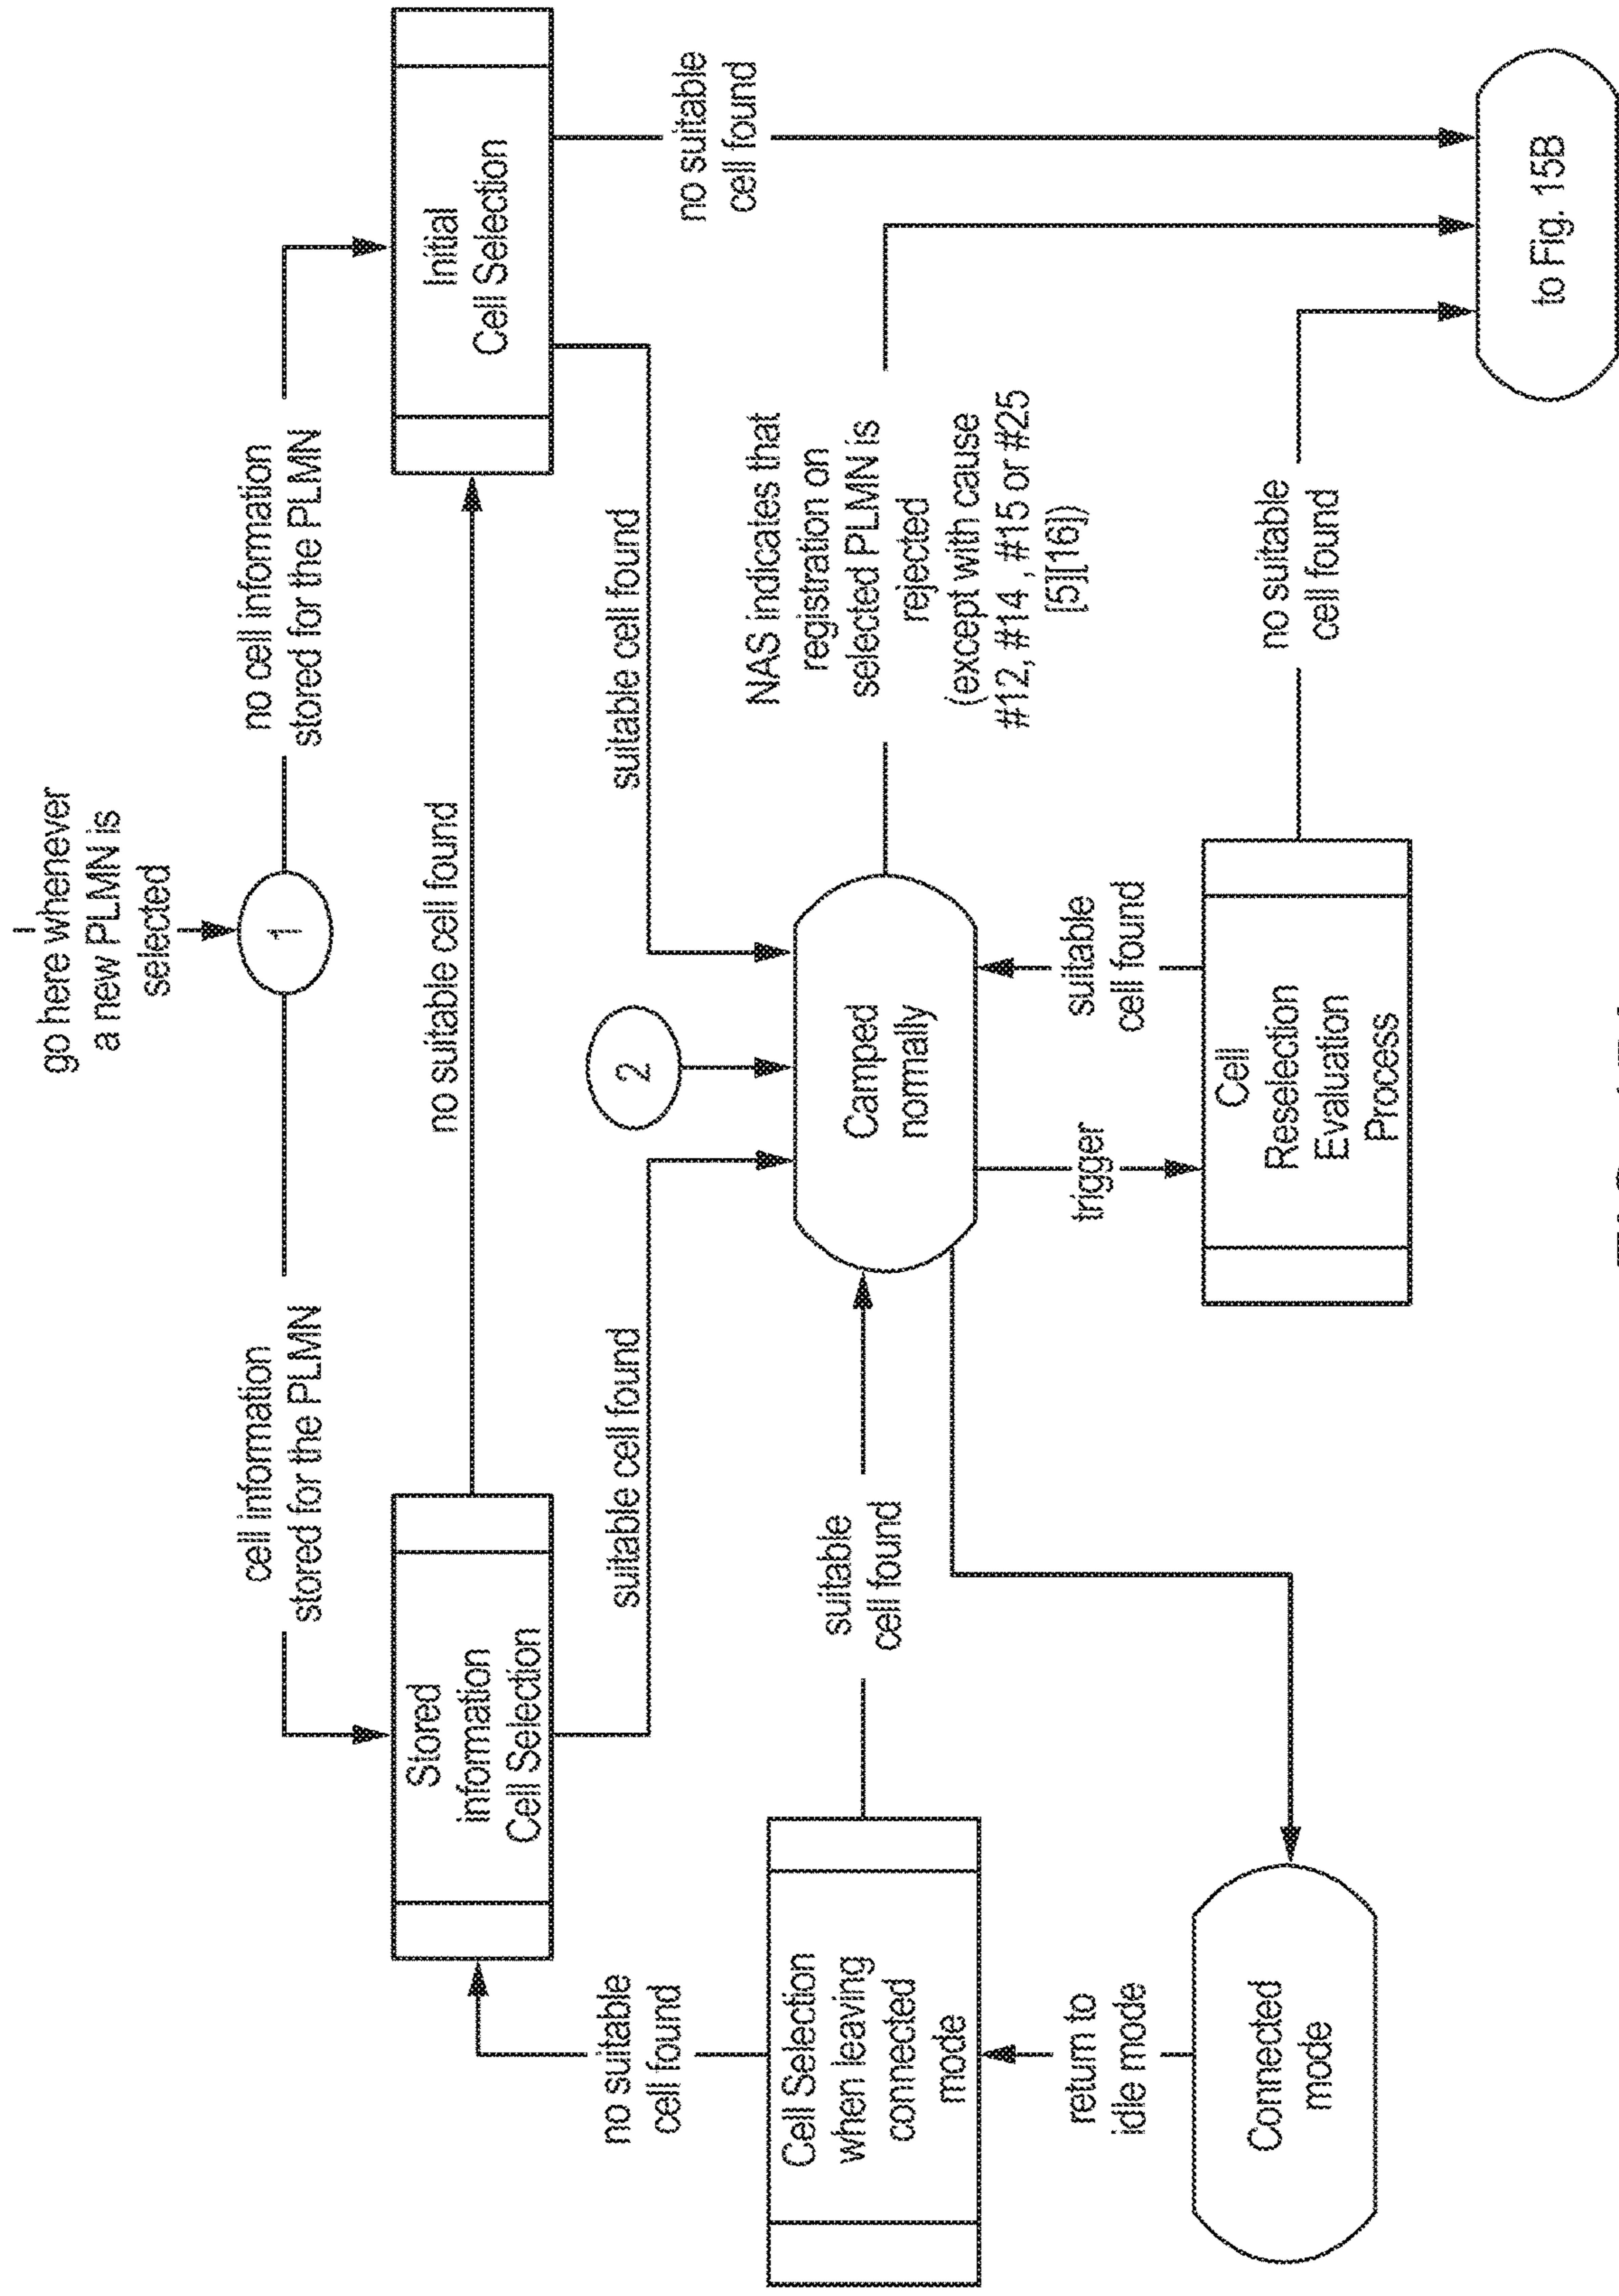 go here whenever
a new PLMN is
selected
1
cell information
stored for the PLMN
no cell information
stored for the PLMN
Stored
information
Cell Selection
no suitable cell found
Initial
Cell Selection
no suitable
cell found
suitable cell found
2
suitable cell found
no suitable
cell found
Cell Selection
when leaving
connected
mode
suitable
cell found
Camped
normally
NAS indicates that
registration on
selected PLMN is
rejected
(except with cause
#12, #14 , #15 or #25
[5][16])
return to
idle mode
trigger
suitable
cell found
Connected
mode
Cell
Reselection
Evaluation
Process
no suitable
cell found
to Fig. 15B